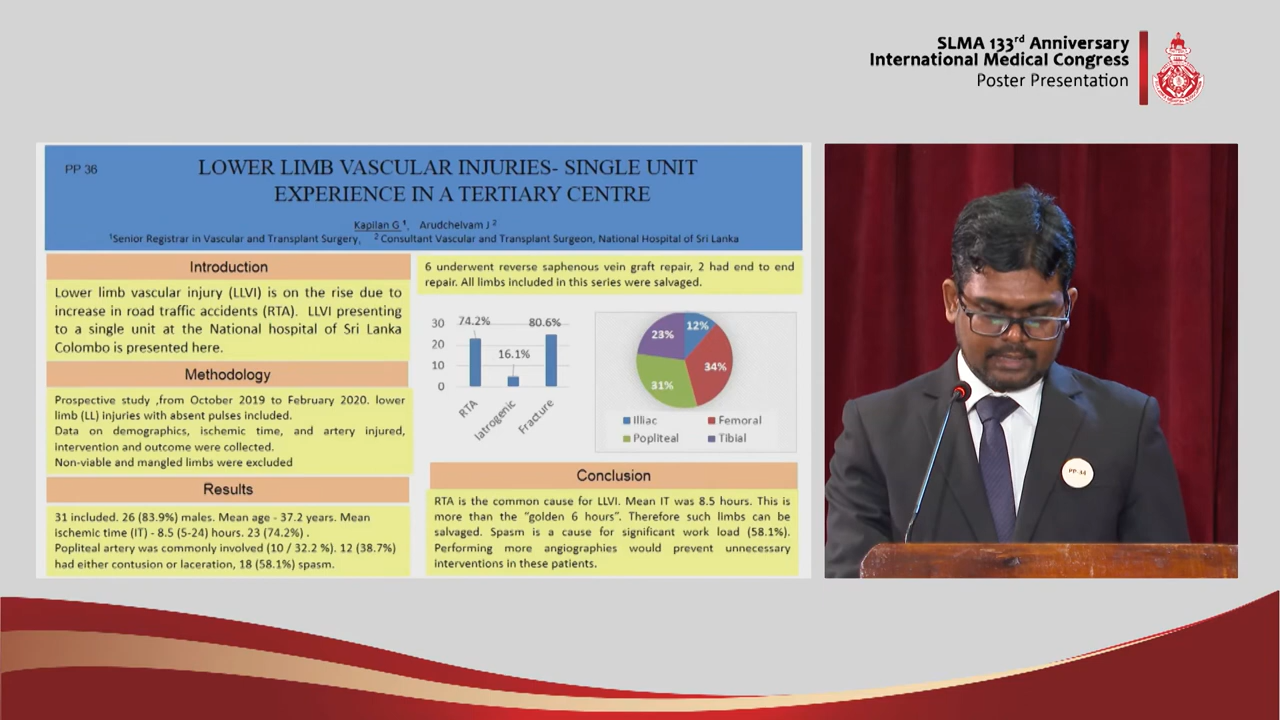 SLMA 133rd Anniversary
International Medical Congress
Poster Presentation
PP 36
LOWER LIMB VASCULAR INJURIES- SINGLE UNIT
EXPERIENCE IN A TERTIARY CENTRE
Kapilan G 1, Arudchelvam J 2
1Senior Registrar in Vascular and Transplant Surgery, 2 Consultant Vascular and Transplant Surgeon, National Hospital of Sri Lanka
Introduction
Lower limb vascular injury (LLVI) is on the rise due to
increase in road traffic accidents (RTA). LLVI presenting
to a single unit at the National hospital of Sri Lanka
Colombo is presented here.
Methodology
Prospective study ,from October 2019 to February 2020. lower
limb (LL) injuries with absent pulses included.
Data on demographics, ischemic time, and artery injured,
intervention and outcome were collected.
Non-viable and mangled limbs were excluded
Results
31 included. 26 (83.9%) males. Mean age - 37.2 years. Mean
ischemic time (IT) - 8.5 (5-24) hours. 23 (74.2%) .
Popliteal artery was commonly involved (10 / 32.2 %). 12 (38.7%)
had either contusion or laceration, 18 (58.1%) spasm.
6 underwent reverse saphenous vein graft repair, 2 had end to end
repair. All limbs included in this series were salvaged.
30
20
10
0
74.2%
16.1%
80.6%
RTA
Iatrogenic
Fracture
12%
34%
31%
23%
Illiac
Femoral
Popliteal
Tibial
Conclusion
RTA is the common cause for LLVI. Mean IT was 8.5 hours. This is
more than the "golden 6 hours". Therefore such limbs can be
salvaged. Spasm is a cause for significant work load (58.1%).
Performing more angiographies would prevent unnecessary
interventions in these patients.